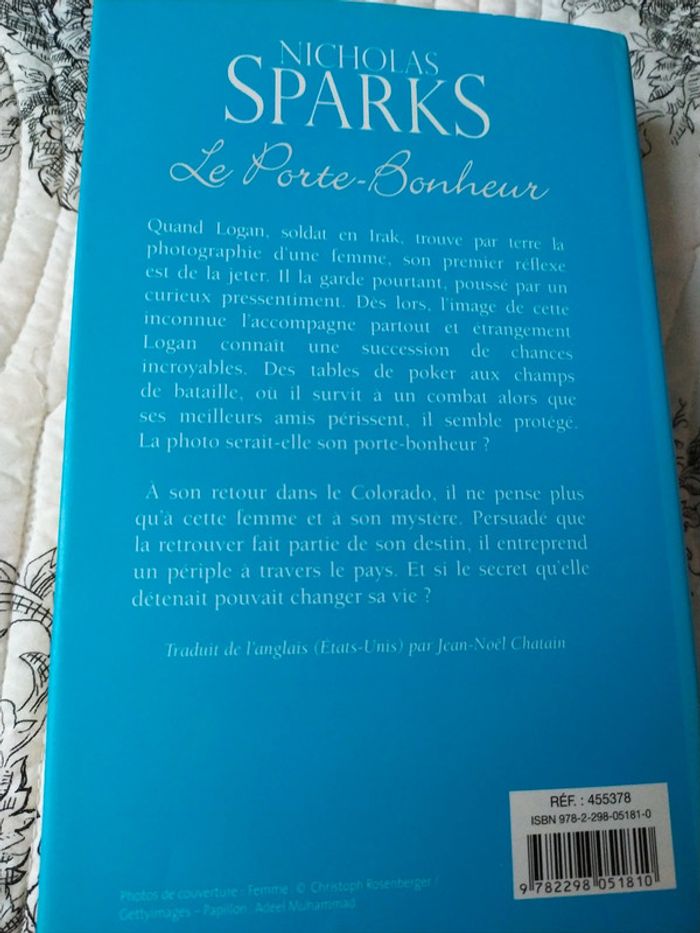 NICHOLAS
SPARKS
Le Porte-Bonheur
Quand Logan, soldat en Irak, trouve par terre la
photographie d'une femme, son premier réflexe
est de la jeter. Il la garde pourtant, poussé par un
curieux pressentiment. Dès lors, l'image de cette
inconnue l'accompagne partout et étrangement
Logan connaît une succession de chances
incroyables. Des tables de poker aux champs
de bataille, où il survit à un combat alors que
ses meilleurs amis périssent, il semble protégé.
La photo serait-elle son porte-bonheur ?
À son retour dans le Colorado, il ne pense plus
qu'à cette femme et à son mystère. Persuadé que
la retrouver fait partie de son destin, il entreprend
un périple à travers le pays. Et si le secret qu'elle
détenait pouvait changer sa vie ?
Traduit de l'anglais (États-Unis) par Jean-Noël Chatain
RÉF. : 455378
ISBN 978-2-298-05181-0
9 782298 051810
Photos de couverture : Femme : © Christoph Rosenberger /
Gettyimages – Papillon : Adeel Muhammad